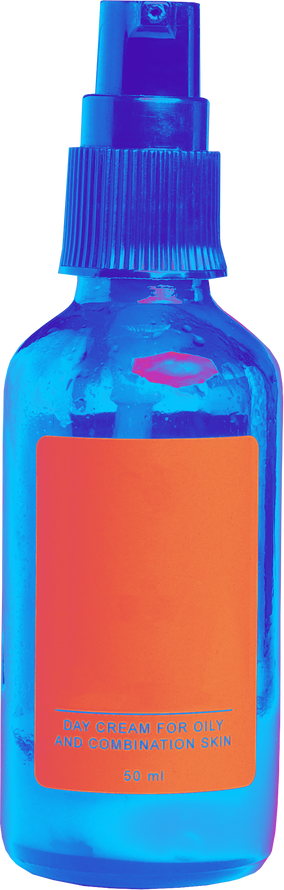 DAY CREAM FOR OILY
AND COMBINATION SKIN
50 ml